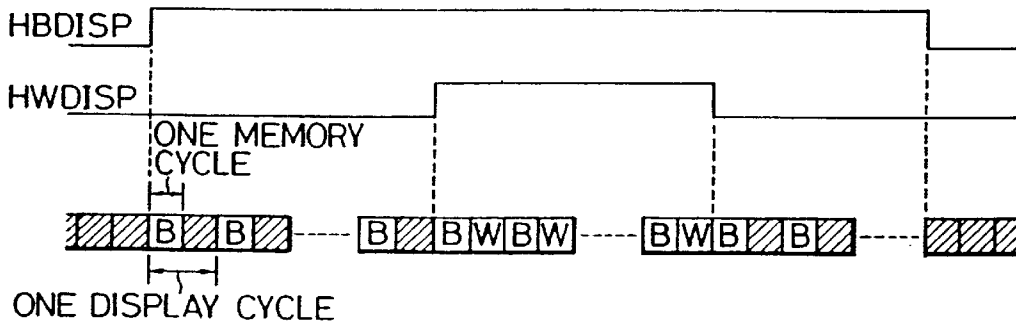 HBDISP
HWDISP
ONE MEMORY
CYCLE
B B B B W B W B W B B
ONE DISPLAY CYCLE